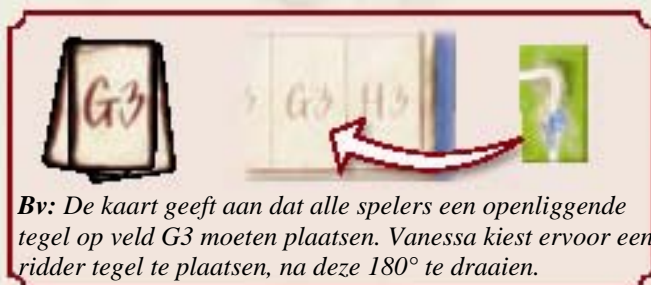 G3
3 G3 H3
Bv: De kaart geeft aan dat alle spelers een openliggende
tegel op veld G3 moeten plaatsen. Vanessa kiest ervoor een
ridder tegel te plaatsen, na deze 180° te draaien.